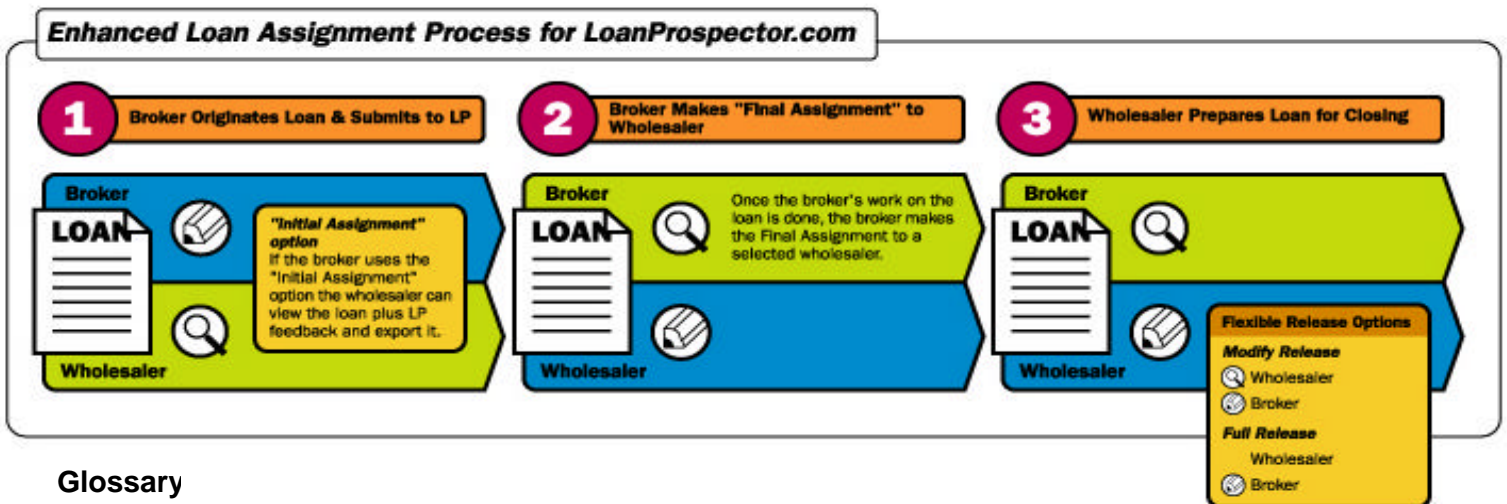 Enhanced Loan Assignment Process for LoanProspector.com
1
Broker Originates Loan & Submits to LP
Broker
LOAN
"Initial Assignment"
option
If the broker uses the
"Initial Assignment"
option the wholesaler can
view the loan plus LP
feedback and export it.
Wholesaler
2
Broker Makes "Final Assignment" to
Wholesaler
Broker
LOAN
Once the broker's work on the
loan is done, the broker makes
the Final Assignment to a
selected wholesaler.
Wholesaler
3
Wholesaler Prepares Loan for Closing
Broker
LOAN
Wholesaler
Flexible Release Options
Modify Release
Wholesaler
Broker
Full Release
Wholesaler
Broker
Glossary